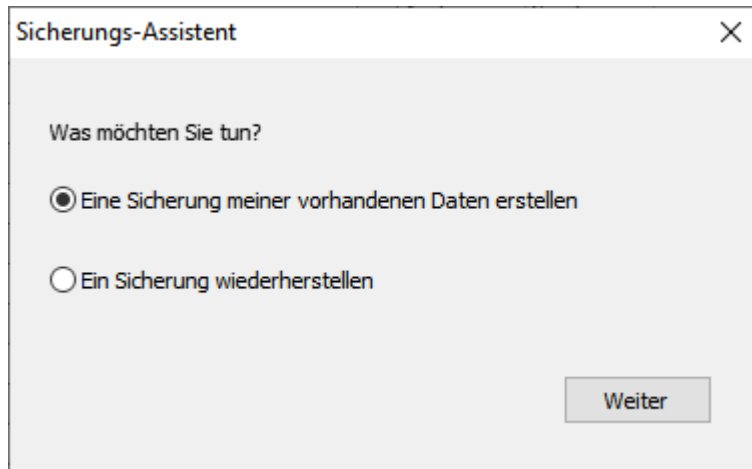 Sicherungs-Assistent
Was möchten Sie tun?
Eine Sicherung meiner vorhandenen Daten erstellen
Ein Sicherung wiederherstellen
Weiter